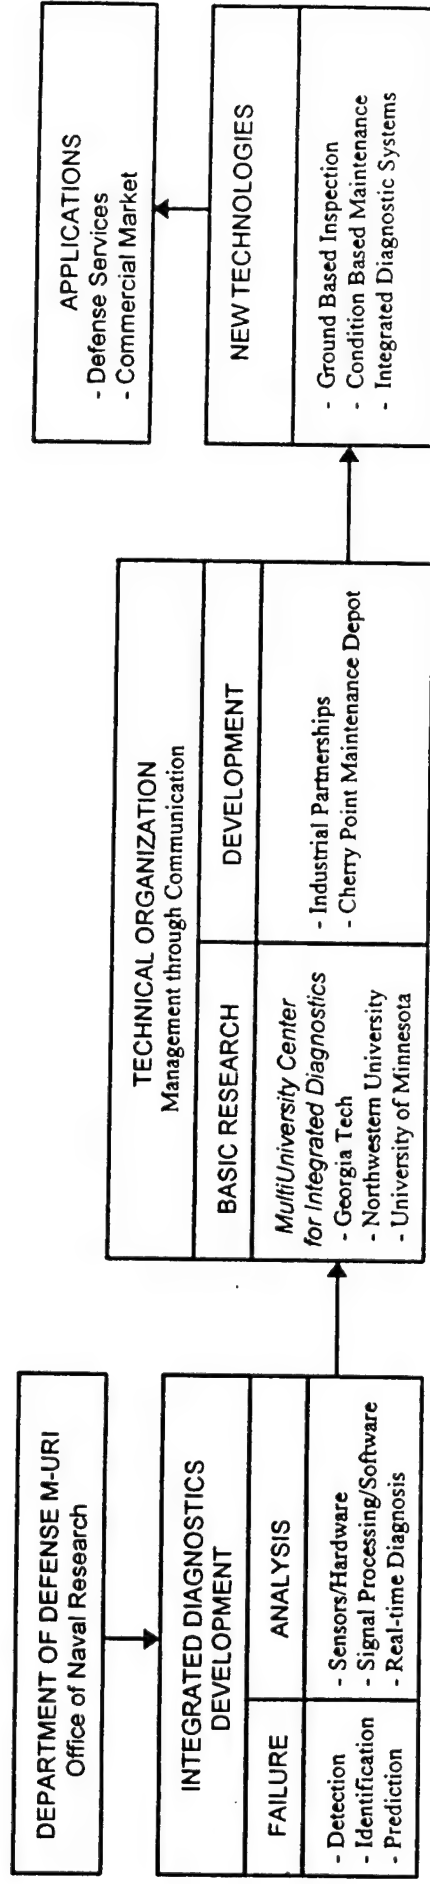 DEPARTMENT OF DEFENSE M-URI
Office of Naval Research
INTEGRATED DIAGNOSTICS
DEVELOPMENT
FAILURE
- Detection
- Identification
- Prediction
ANALYSIS
- Sensors/Hardware
- Signal Processing/Software
- Real-time Diagnosis
TECHNICAL ORGANIZATION
Management through Communication
BASIC RESEARCH
MultiUniversity Center
for Integrated Diagnostics
- Georgia Tech
- Northwestern University
- University of Minnesota
DEVELOPMENT
- Industrial Partnerships
- Cherry Point Maintenance Depot
APPLICATIONS
- Defense Services
- Commercial Market
NEW TECHNOLOGIES
- Ground Based Inspection
- Condition Based Maintenance
- Integrated Diagnostic Systems